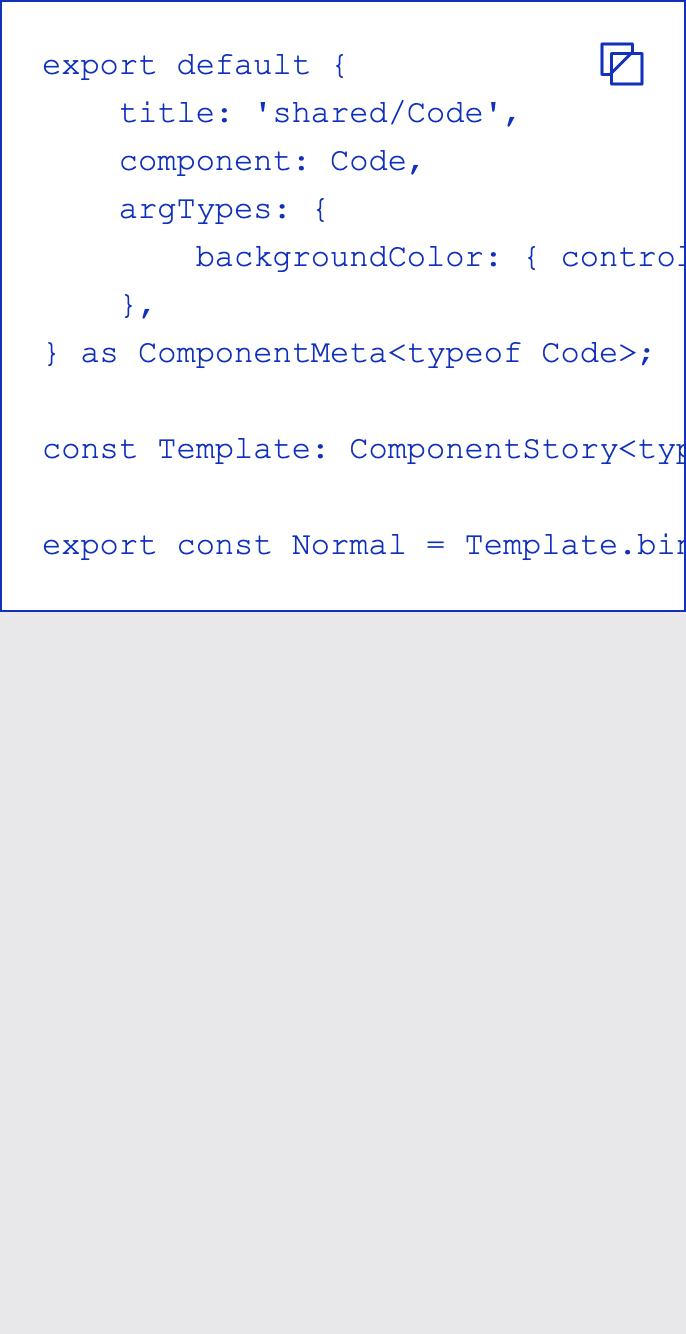 export default {
    title: 'shared/Code',
    component: Code,
    argTypes: {
        backgroundColor: { control
    },
} as ComponentMeta<typeof Code>;
const Template: ComponentStory<typ
export const Normal = Template.bin